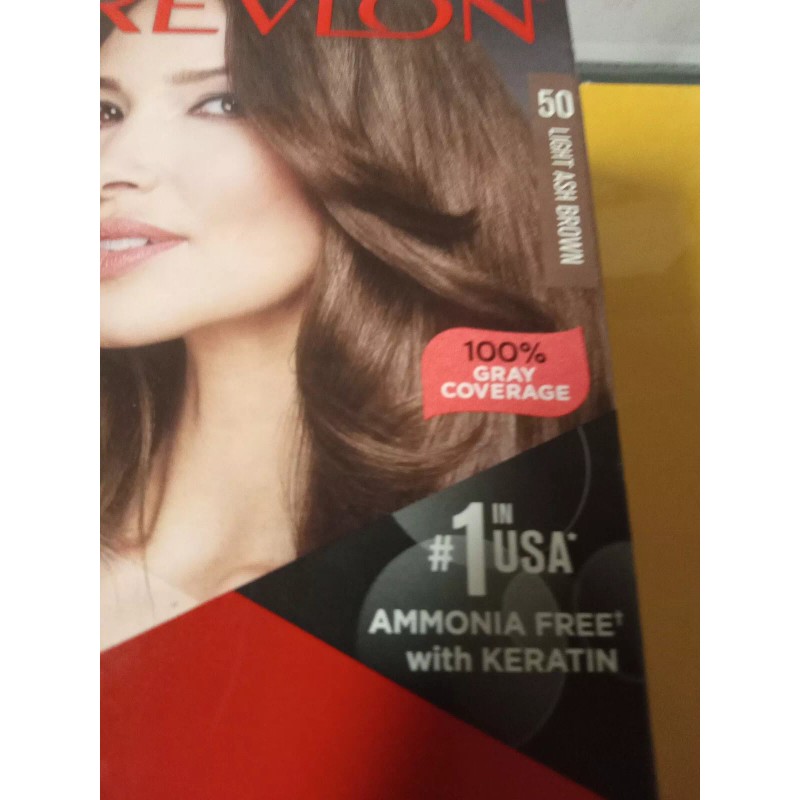 REVLON
50 LIGHT ASH BROWN
100%
GRAY
COVERAGE
#1 IN USA*
AMMONIA FREE†
with KERATIN